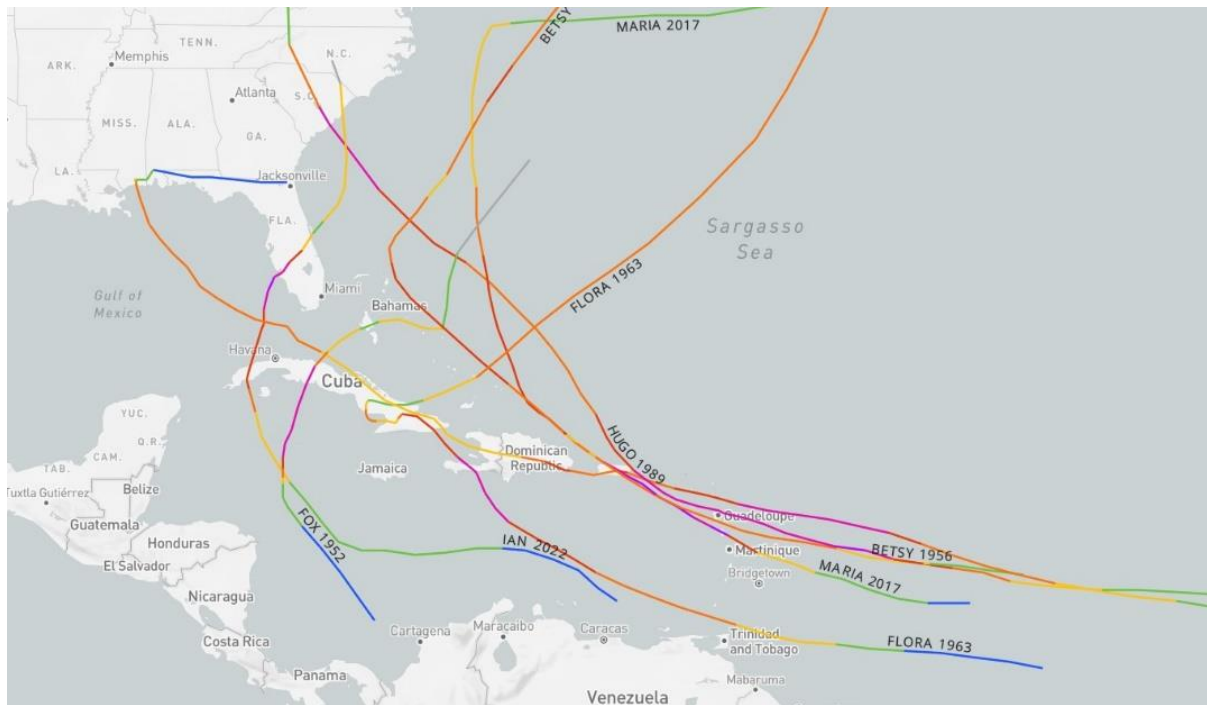 BETSY
MARIA 2017
TENN.
N.C.
Memphis
ARK.
Atlanta
S.C.
MISS.
ALA.
GA.
LA.
Jacksonville
FLA.
Sargasso
Sea
Gulf of
Mexico
Miami
FLORA 1963
Bahamas
Havana
Cuba
YUC.
Q.R.
CAM.
TAB.
Dominican
Republic
HUGO 1989
Jamaica
Belize
Tuxtla Gutiérrez
Guadeloupe
Guatemala
FOX 1952
Honduras
IAN 2022
BETSY 1956
El Salvador
Martinique
MARIA 2017
Bridgetown
Nicaragua
Cartagena
Maracaibo
Caracas
Trinidad
and Tobago
FLORA 1963
Costa Rica
Panama
Mabaruma
Venezuela